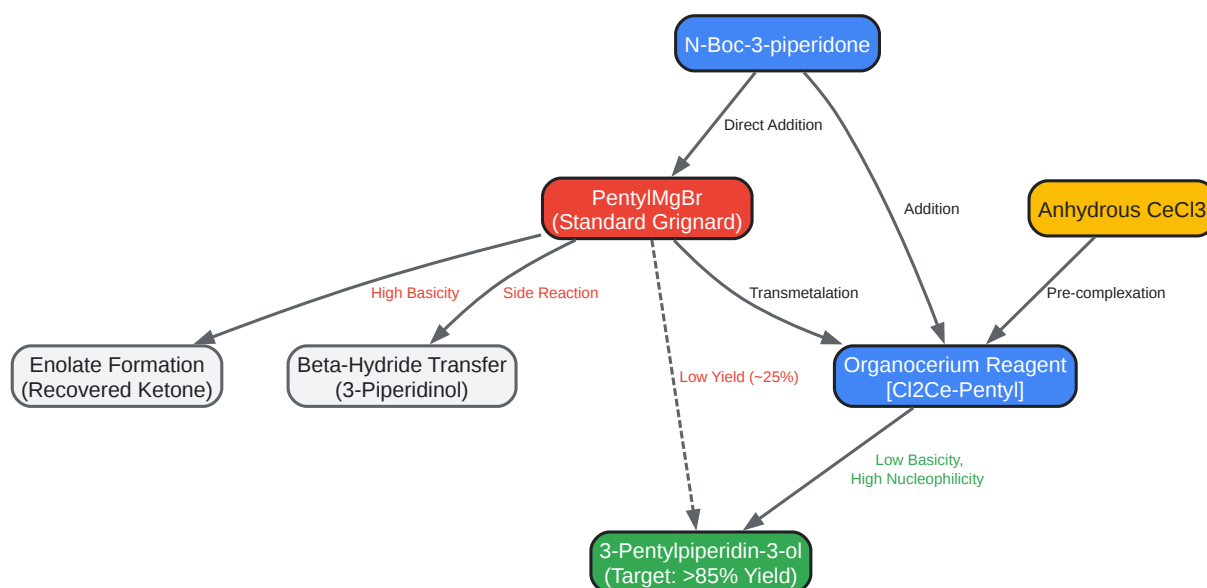 N-Boc-3-piperidone
Direct Addition
PentylMgBr
(Standard Grignard)
Addition
Anhydrous CeCl3
High Basicity
Side Reaction
Transmetalation
Pre-complexation
Enolate Formation
(Recovered Ketone)
Beta-Hydride Transfer
(3-Piperidinol)
Low Yield (~25%)
Organocerium Reagent
[Cl2Ce-Pentyl]
Low Basicity,
High Nucleophilicity
3-Pentylpiperidin-3-ol
(Target: >85% Yield)